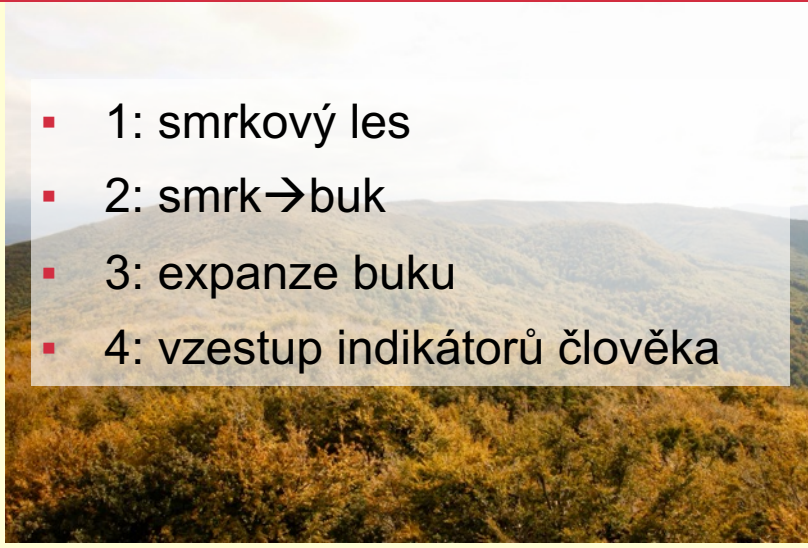 ▪ 1: smrkový les
▪ 2: smrk→buk
▪ 3: expanze buku
▪ 4: vzestup indikátorů člověka